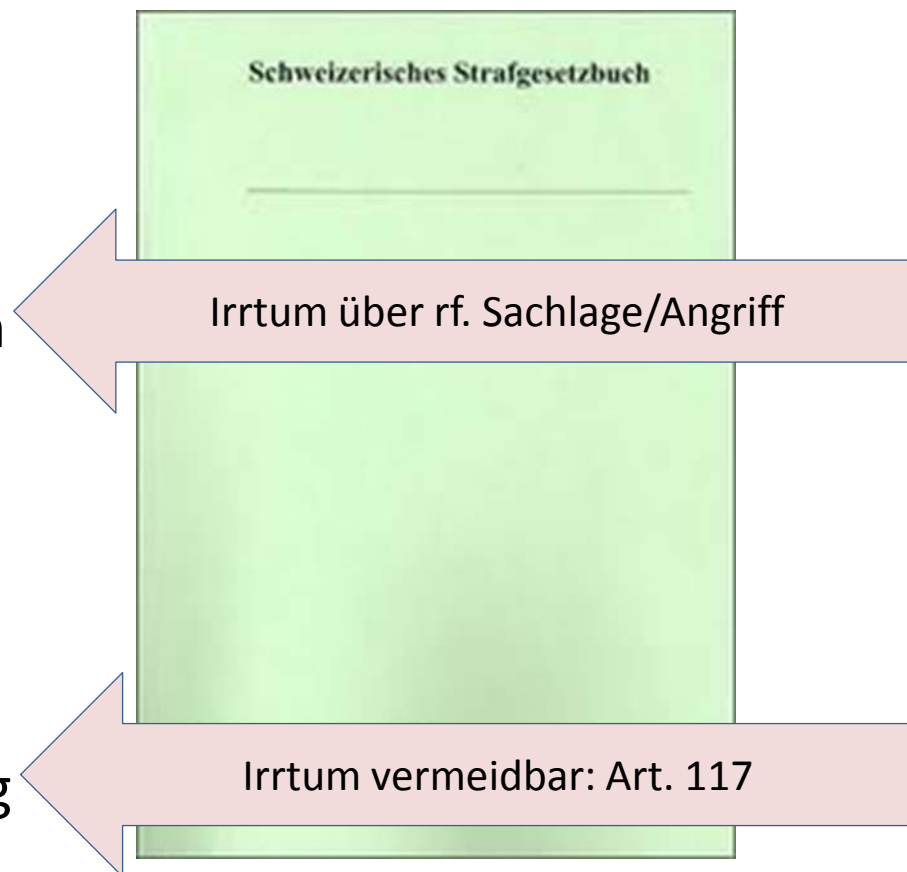 Schweizerisches Strafgesetzbuch
Irrtum über rf. Sachlage/Angriff
Irrtum vermeidbar: Art. 117